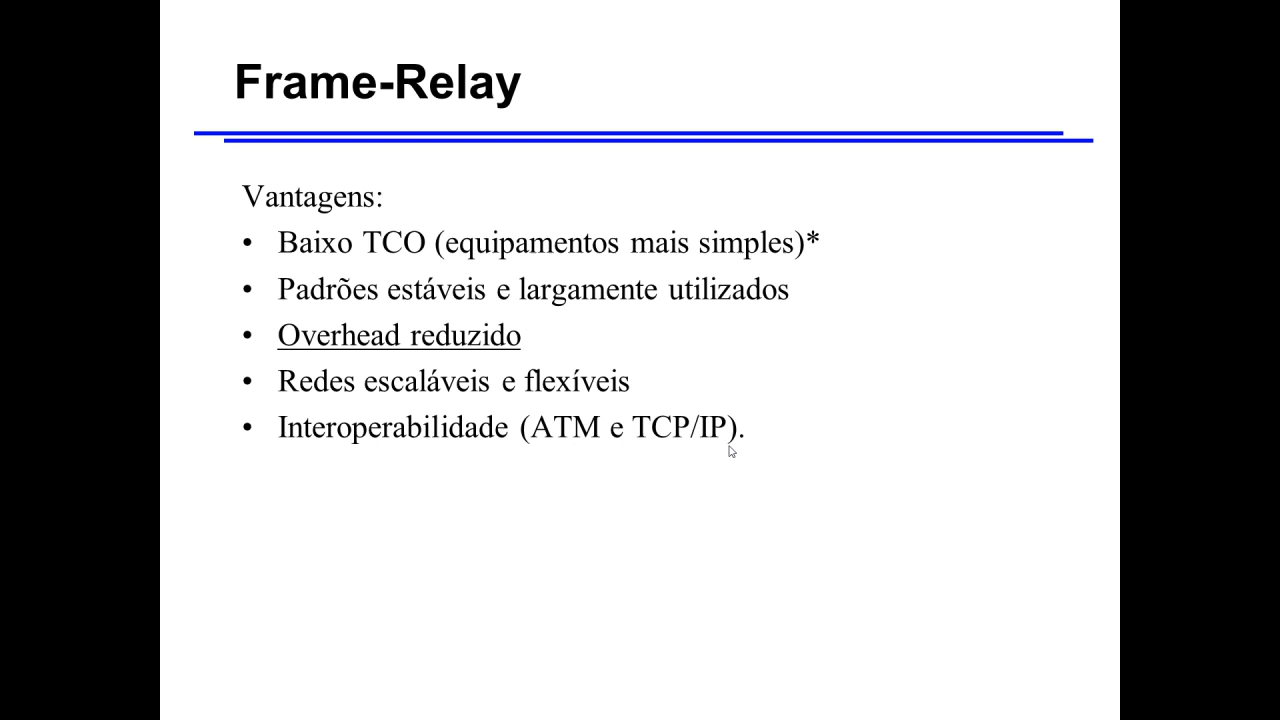 Frame-Relay
Vantagens:
• Baixo TCO (equipamentos mais simples)*
• Padrões estáveis e largamente utilizados
• Overhead reduzido
• Redes escaláveis e flexíveis
• Interoperabilidade (ATM e TCP/IP).